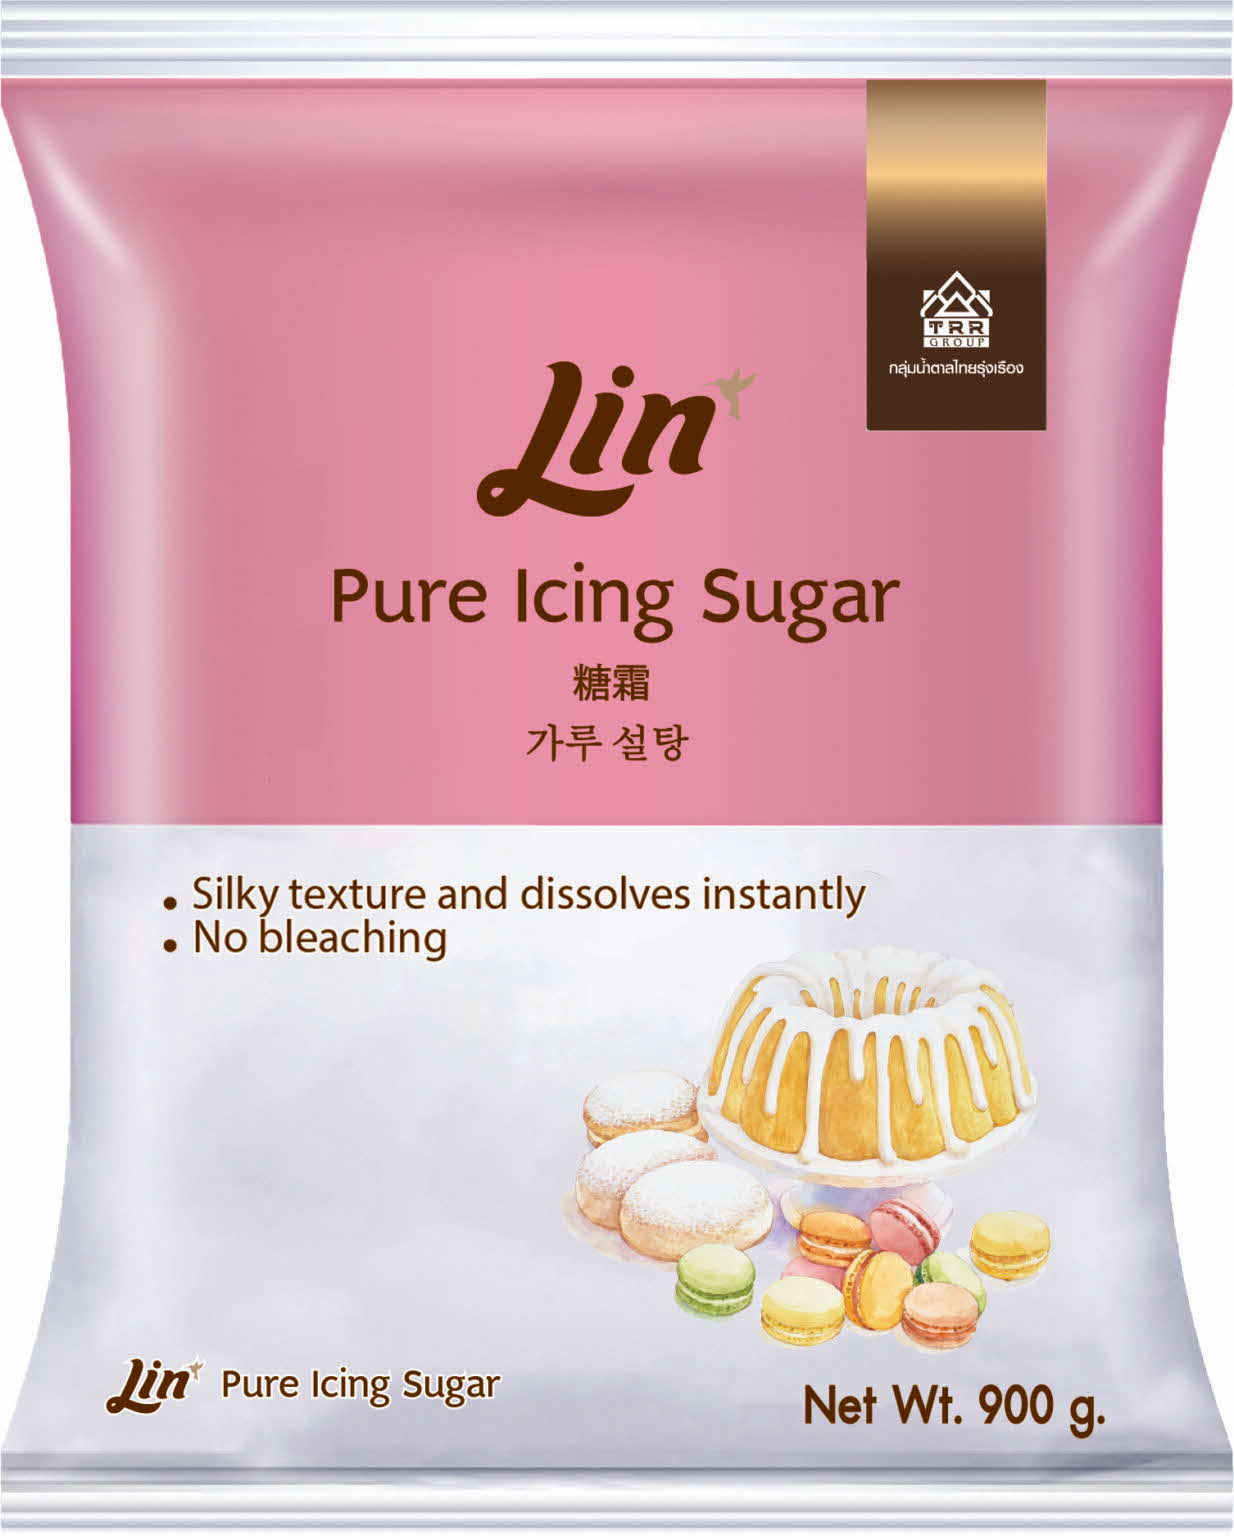 TRR
GROUP
กลุ่มน้ำตาลไทยรุ่งเรือง
Lin
Pure Icing Sugar
糖霜
가루 설탕
• Silky texture and dissolves instantly
• No bleaching
Lin Pure Icing Sugar
Net Wt. 900 g.